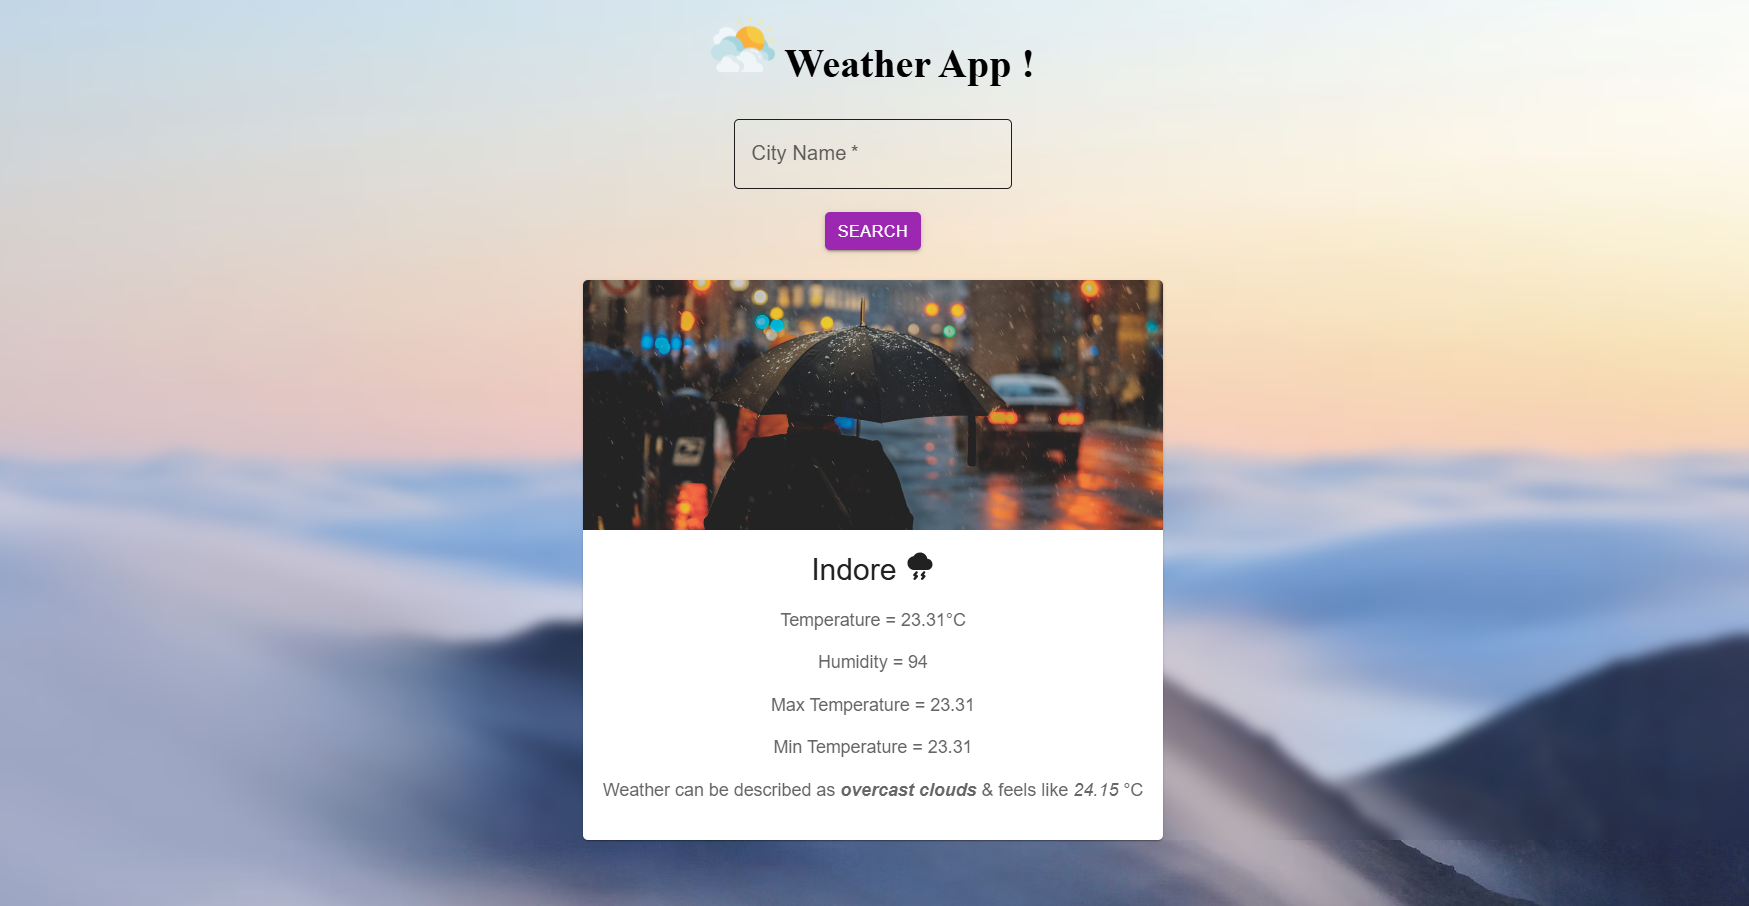 Weather App !
City Name *
SEARCH
Indore
Temperature = 23.31°C
Humidity = 94
Max Temperature = 23.31
Min Temperature = 23.31
Weather can be described as overcast clouds & feels like 24.15 °C